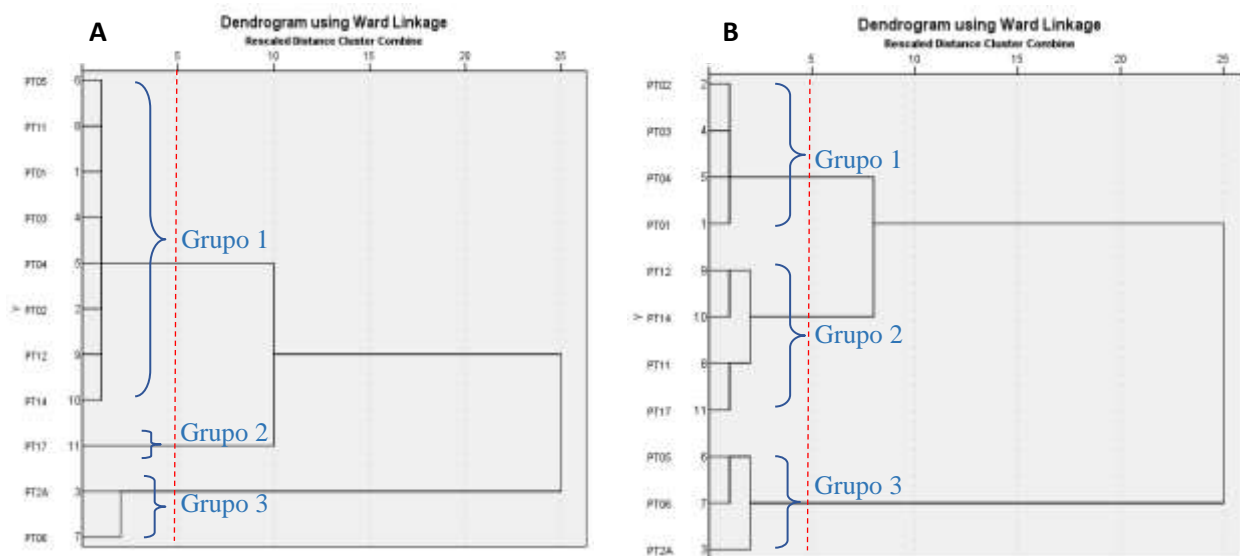 A
Dendrogram using Ward Linkage
Rescaled Distance Cluster Combine
0 5 10 15 20 25
PT05 6
PT11 8
PT01 1
PT03 4
Grupo 1
PT04 5
Y
PT02 2
PT12 9
PT14 10
PT17 11
Grupo 2
PT2A 3
Grupo 3
PT06 7
B
Dendrogram using Ward Linkage
Rescaled Distance Cluster Combine
0 5 10 15 20 25
PT02 2
PT03 4
Grupo 1
PT04 5
PT01 1
PT12 9
Y
PT14 10
Grupo 2
PT11 8
PT17 11
PT05 6
Grupo 3
PT06 7
PT2A 3